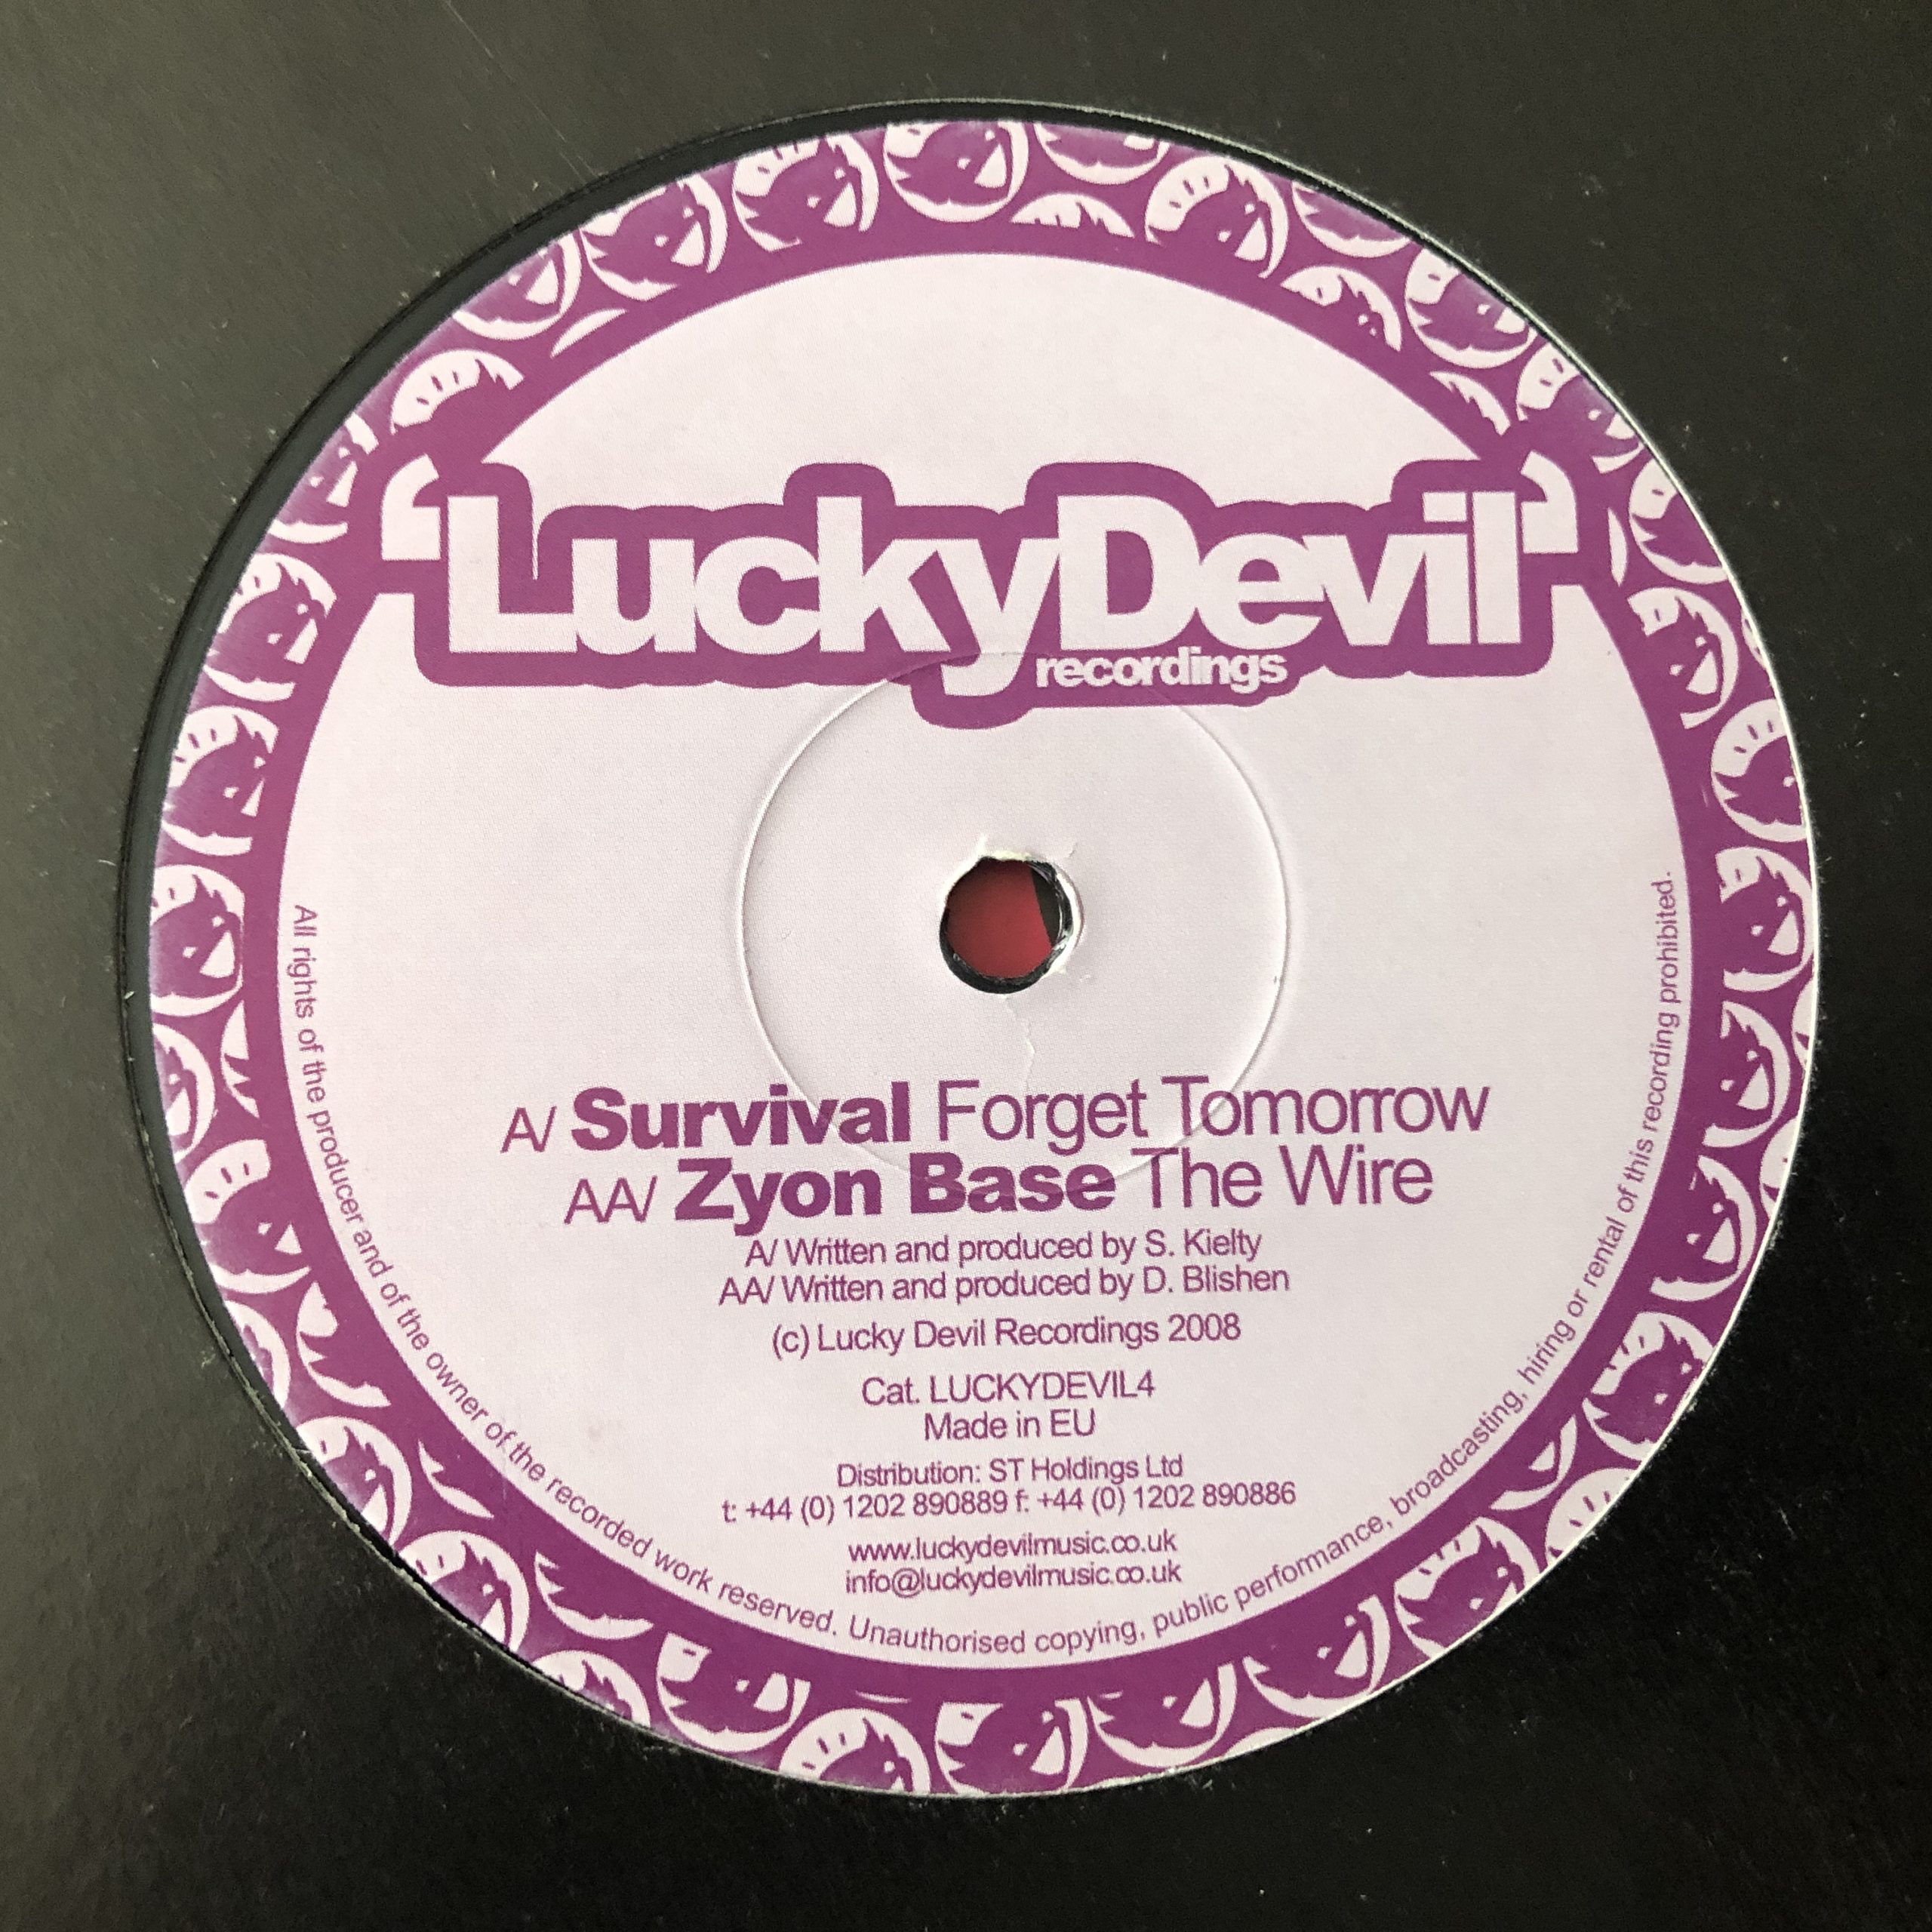 'LuckyDevil'
recordings
A/ Survival Forget Tomorrow
AA/ Zyon Base The Wire
A/ Written and produced by S. Kielty
AA/ Written and produced by D. Blishen
(c) Lucky Devil Recordings 2008
Cat. LUCKYDEVIL4
Made in EU
Distribution: ST Holdings Ltd
t: +44 (0) 1202 890889 f: +44 (0) 1202 890886
www.luckydevilmusic.co.uk
info@luckydevilmusic.co.uk
All rights of the producer and of the owner of the recorded work reserved. Unauthorised copying, public performance, broadcasting, hiring or rental of this recording prohibited.